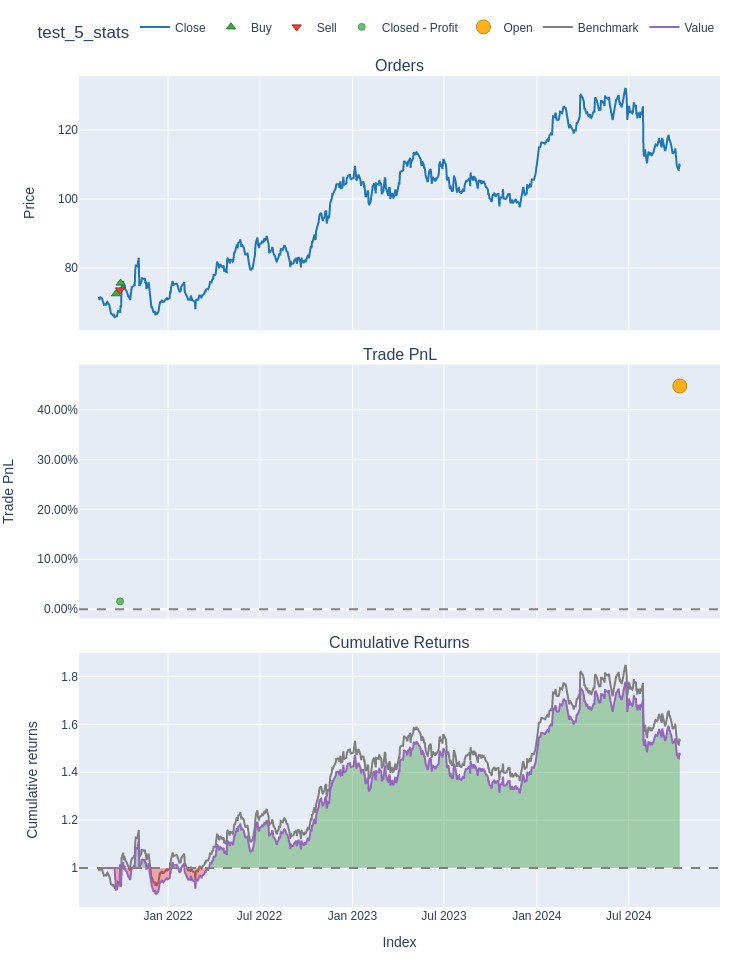 test_5_stats
Close Buy Sell Closed - Profit Open Benchmark Value
Orders
Price
120
100
80
Trade PnL
Trade PnL
40.00%
30.00%
20.00%
10.00%
0.00%
Cumulative Returns
Cumulative returns
1.8
1.6
1.4
1.2
1
Jan 2022 Jul 2022 Jan 2023 Jul 2023 Jan 2024 Jul 2024
Index